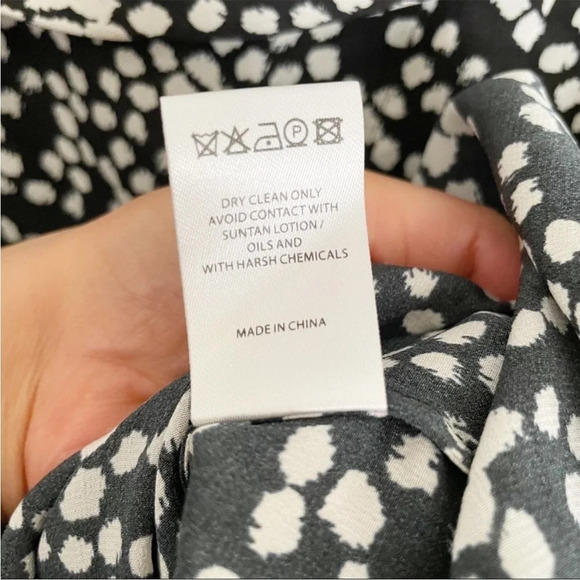 P
DRY CLEAN ONLY
AVOID CONTACT WITH
SUNTAN LOTION /
OILS AND
WITH HARSH CHEMICALS
MADE IN CHINA